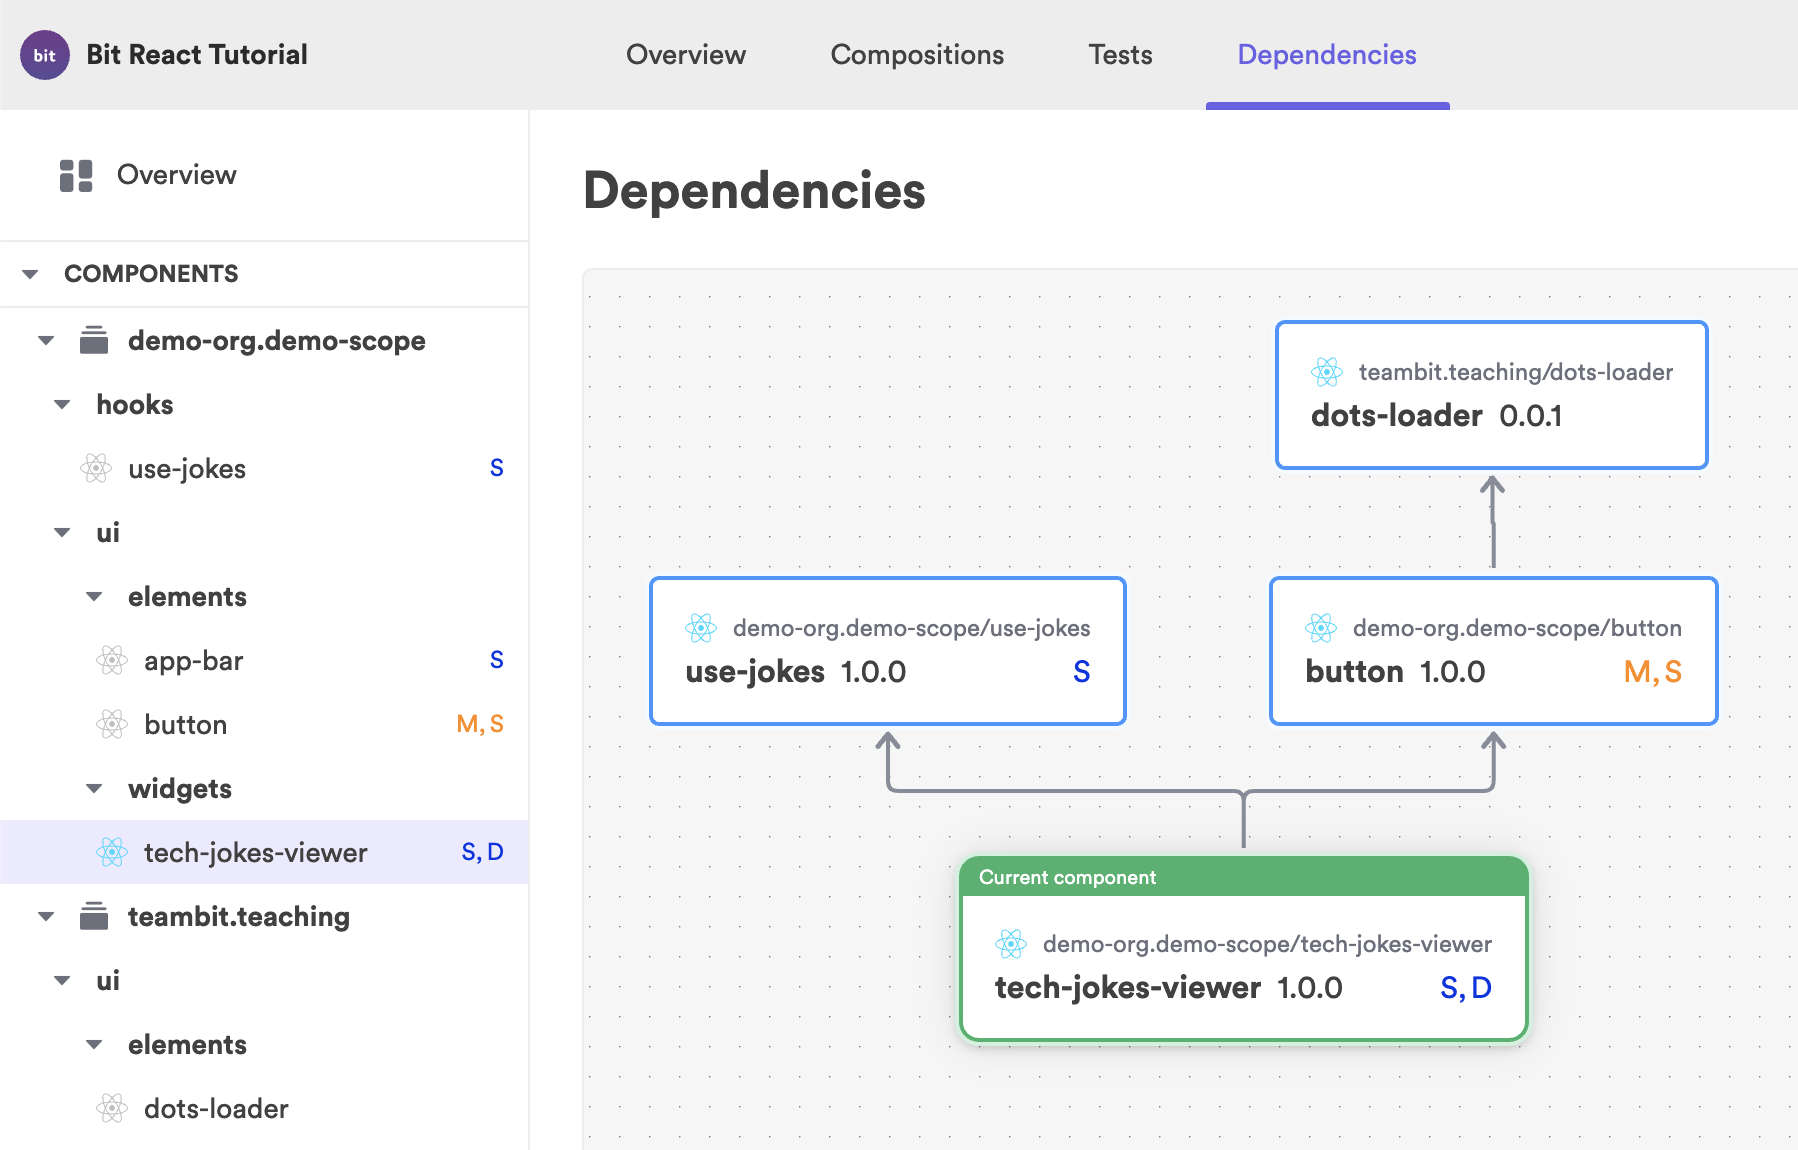 bit Bit React Tutorial Overview Compositions Tests Dependencies
Overview
COMPONENTS
demo-org.demo-scope
hooks
use-jokes S
ui
elements
app-bar S
button M, S
widgets
tech-jokes-viewer S, D
teambit.teaching
ui
elements
dots-loader
Dependencies
teambit.teaching/dots-loader
dots-loader 0.0.1
demo-org.demo-scope/use-jokes
use-jokes 1.0.0 S
demo-org.demo-scope/button
button 1.0.0 M, S
Current component
demo-org.demo-scope/tech-jokes-viewer
tech-jokes-viewer 1.0.0 S, D